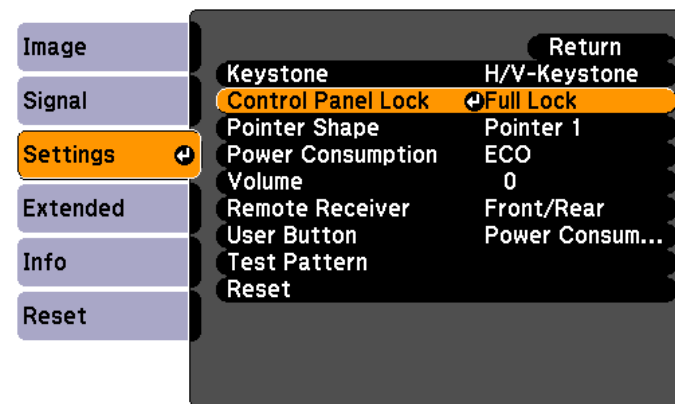 Image
Signal
Settings
Extended
Info
Reset
Return
Keystone H/V-Keystone
Control Panel Lock Full Lock
Pointer Shape Pointer 1
Power Consumption ECO
Volume 0
Remote Receiver Front/Rear
User Button Power Consum...
Test Pattern
Reset